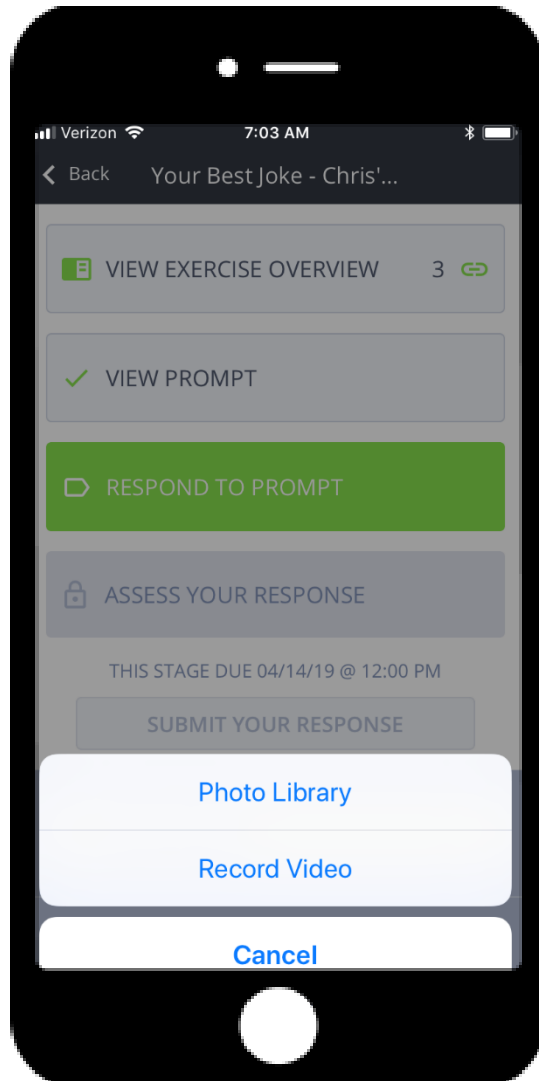 Verizon 7:03 AM
Back Your Best Joke - Chris'...
VIEW EXERCISE OVERVIEW 3
VIEW PROMPT
RESPOND TO PROMPT
ASSESS YOUR RESPONSE
THIS STAGE DUE 04/14/19 @ 12:00 PM
SUBMIT YOUR RESPONSE
Photo Library
Record Video
Cancel